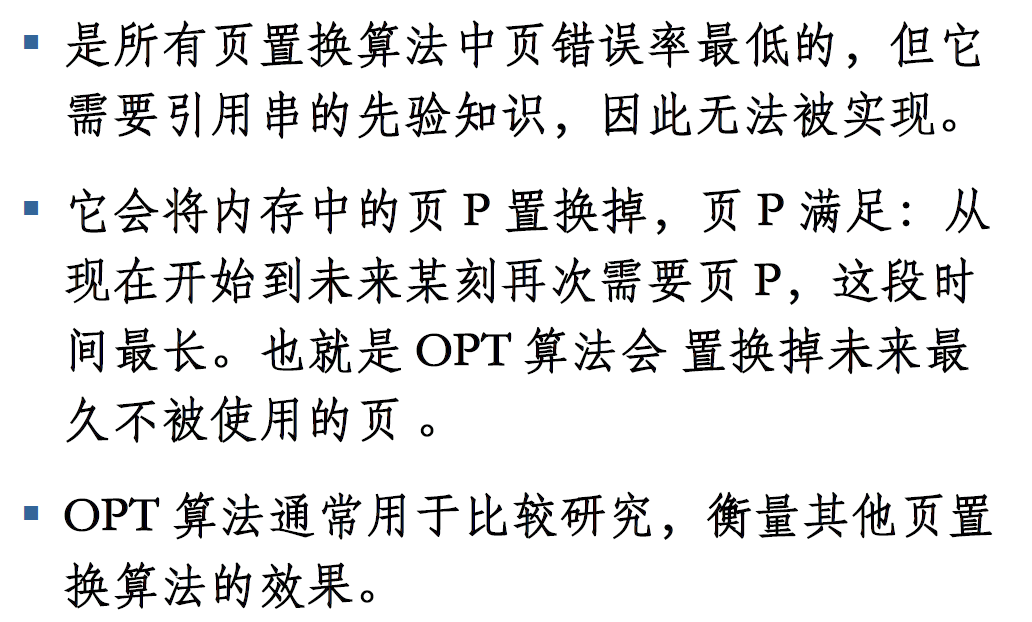 ▪ 是所有页置换算法中页错误率最低的，但它
需要引用串的先验知识，因此无法被实现。
▪ 它会将内存中的页 P 置换掉，页 P 满足：从
现在开始到未来某刻再次需要页 P，这段时
间最长。也就是 OPT 算法会 置换掉未来最
久不被使用的页 。
▪ OPT 算法通常用于比较研究，衡量其他页置
换算法的效果。